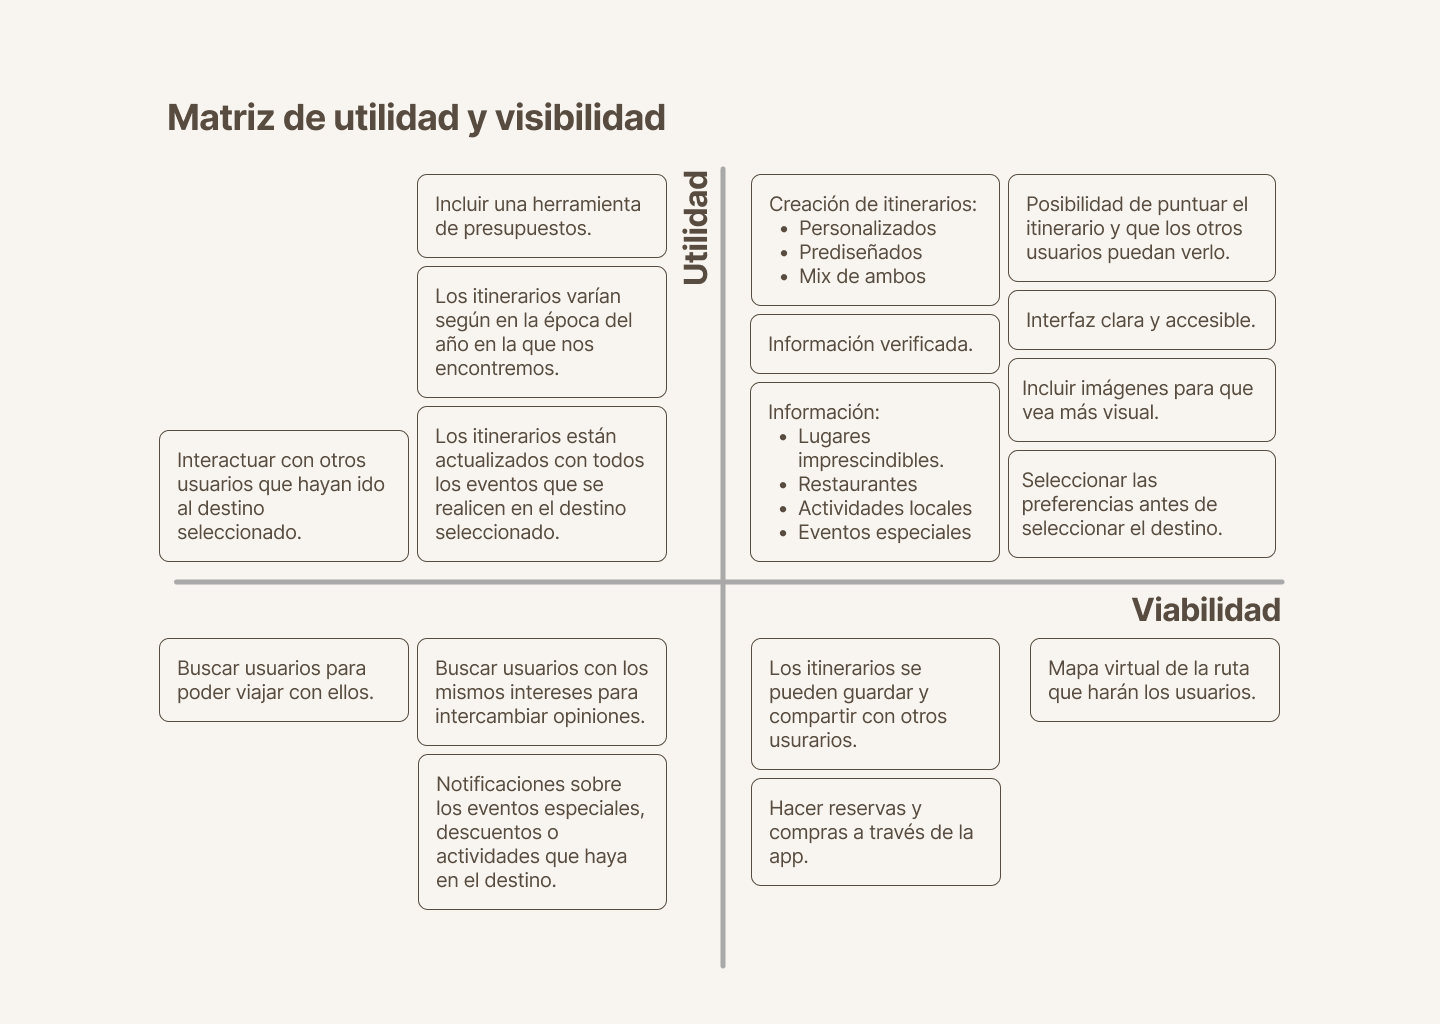 Matriz de utilidad y visibilidad
Utilidad
Incluir una herramienta
de presupuestos.
Los itinerarios varían
según en la época del
año en la que nos
encontremos.
Interactuar con otros
usuarios que hayan ido
al destino
seleccionado.
Los itinerarios están
actualizados con todos
los eventos que se
realicen en el destino
seleccionado.
Creación de itinerarios:
• Personalizados
• Prediseñados
• Mix de ambos
Información verificada.
Información:
• Lugares
imprescindibles.
• Restaurantes
• Actividades locales
• Eventos especiales
Posibilidad de puntuar el
itinerario y que los otros
usuarios puedan verlo.
Interfaz clara y accesible.
Incluir imágenes para que
vea más visual.
Seleccionar las
preferencias antes de
seleccionar el destino.
Viabilidad
Buscar usuarios para
poder viajar con ellos.
Buscar usuarios con los
mismos intereses para
intercambiar opiniones.
Notificaciones sobre
los eventos especiales,
descuentos o
actividades que haya
en el destino.
Los itinerarios se
pueden guardar y
compartir con otros
usurarios.
Hacer reservas y
compras a través de la
app.
Mapa virtual de la ruta
que harán los usuarios.